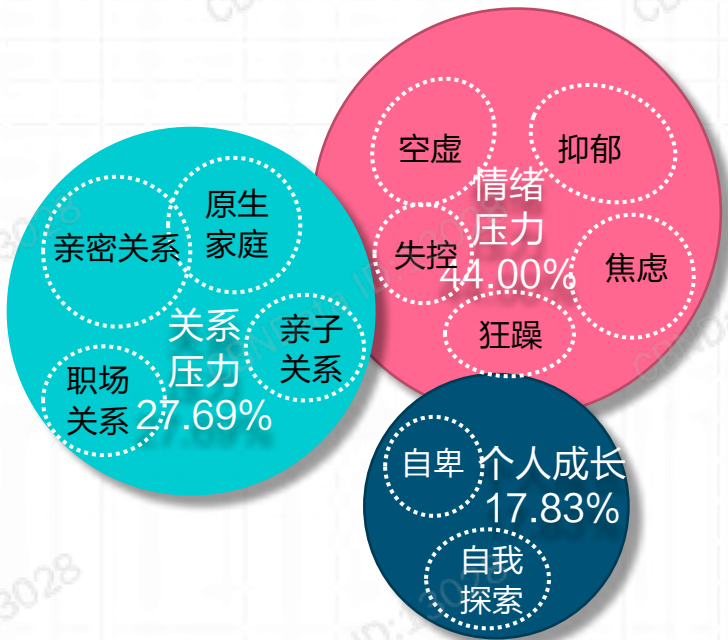 空虚
抑郁
情绪
压力
44.00%
失控
焦虑
狂躁
原生
家庭
亲密关系
关系
压力
27.69%
亲子
关系
职场
关系
自卑
个人成长
17.83%
自我
探索